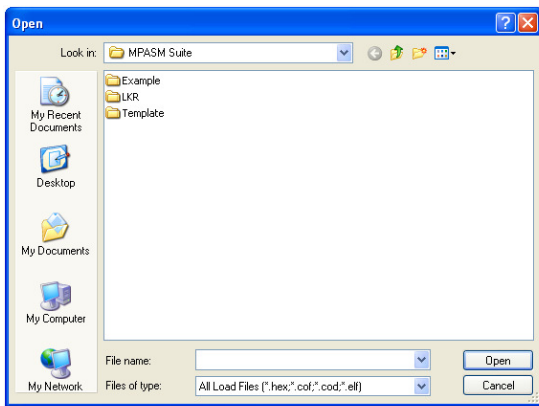 Open
Look in:
MPASM Suite
Example
LKR
Template
My Recent
Documents
Desktop
My Documents
My Computer
My Network
File name:
Open
Files of type:
All Load Files (*.hex;*.cof;*.cod;*.elf)
Cancel